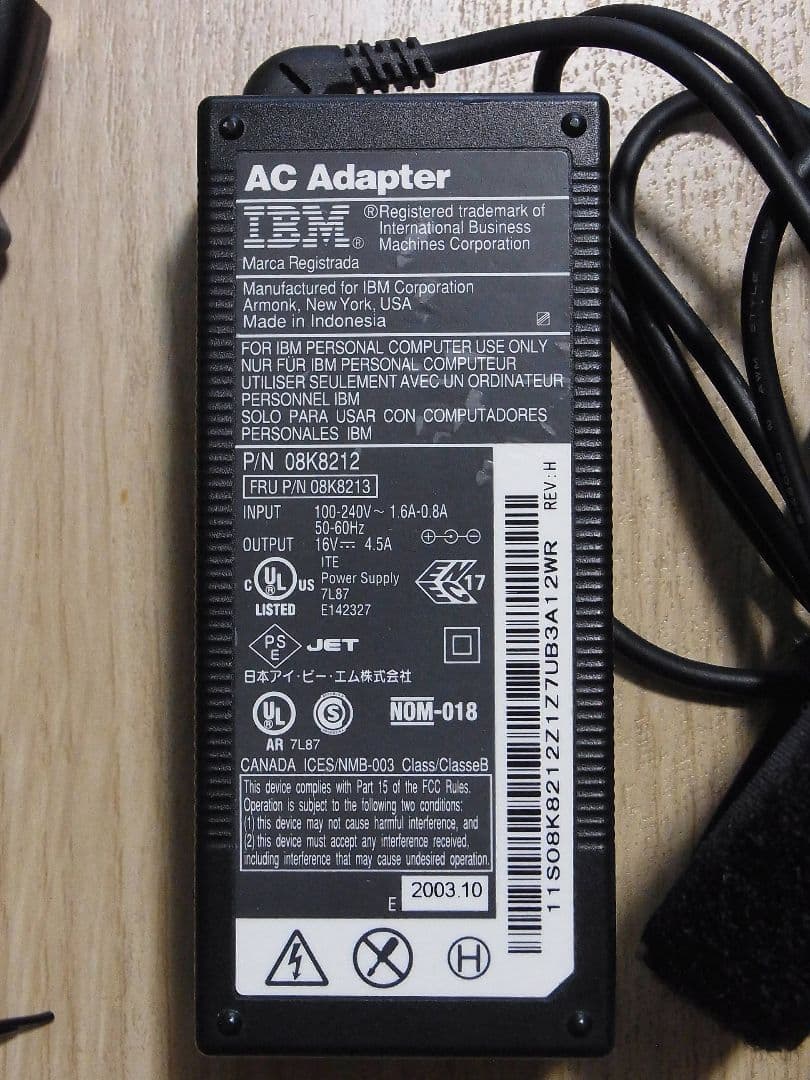 AC Adapter
IBM® ®Registered trademark of
International Business
Machines Corporation
Marca Registrada
Manufactured for IBM Corporation
Armonk, New York, USA
Made in Indonesia
FOR IBM PERSONAL COMPUTER USE ONLY
NUR FÜR IBM PERSONAL COMPUTEUR
UTILISER SEULEMENT AVEC UN ORDINATEUR
PERSONNEL IBM
SOLO PARA USAR CON COMPUTADORES
PERSONALES IBM
P/N 08K8212
FRU P/N 08K8213
INPUT 100-240V~ 1.6A-0.8A
50-60Hz
OUTPUT 16V⎓ 4.5A
ITE
Power Supply
7L87
E142327
C UL® US
LISTED
17
PS
E
JET
日本アイ・ビー・エム株式会社
UL®
AR 7L87
S
NOM-018
CANADA ICES/NMB-003 Class/ClasseB
This device complies with Part 15 of the FCC Rules.
Operation is subject to the following two conditions:
(1) this device may not cause harmful interference, and
(2) this device must accept any interference received,
including interference that may cause undesired operation.
E 2003.10
H
REV:H
11S08K8212Z1Z7UB3A12WR